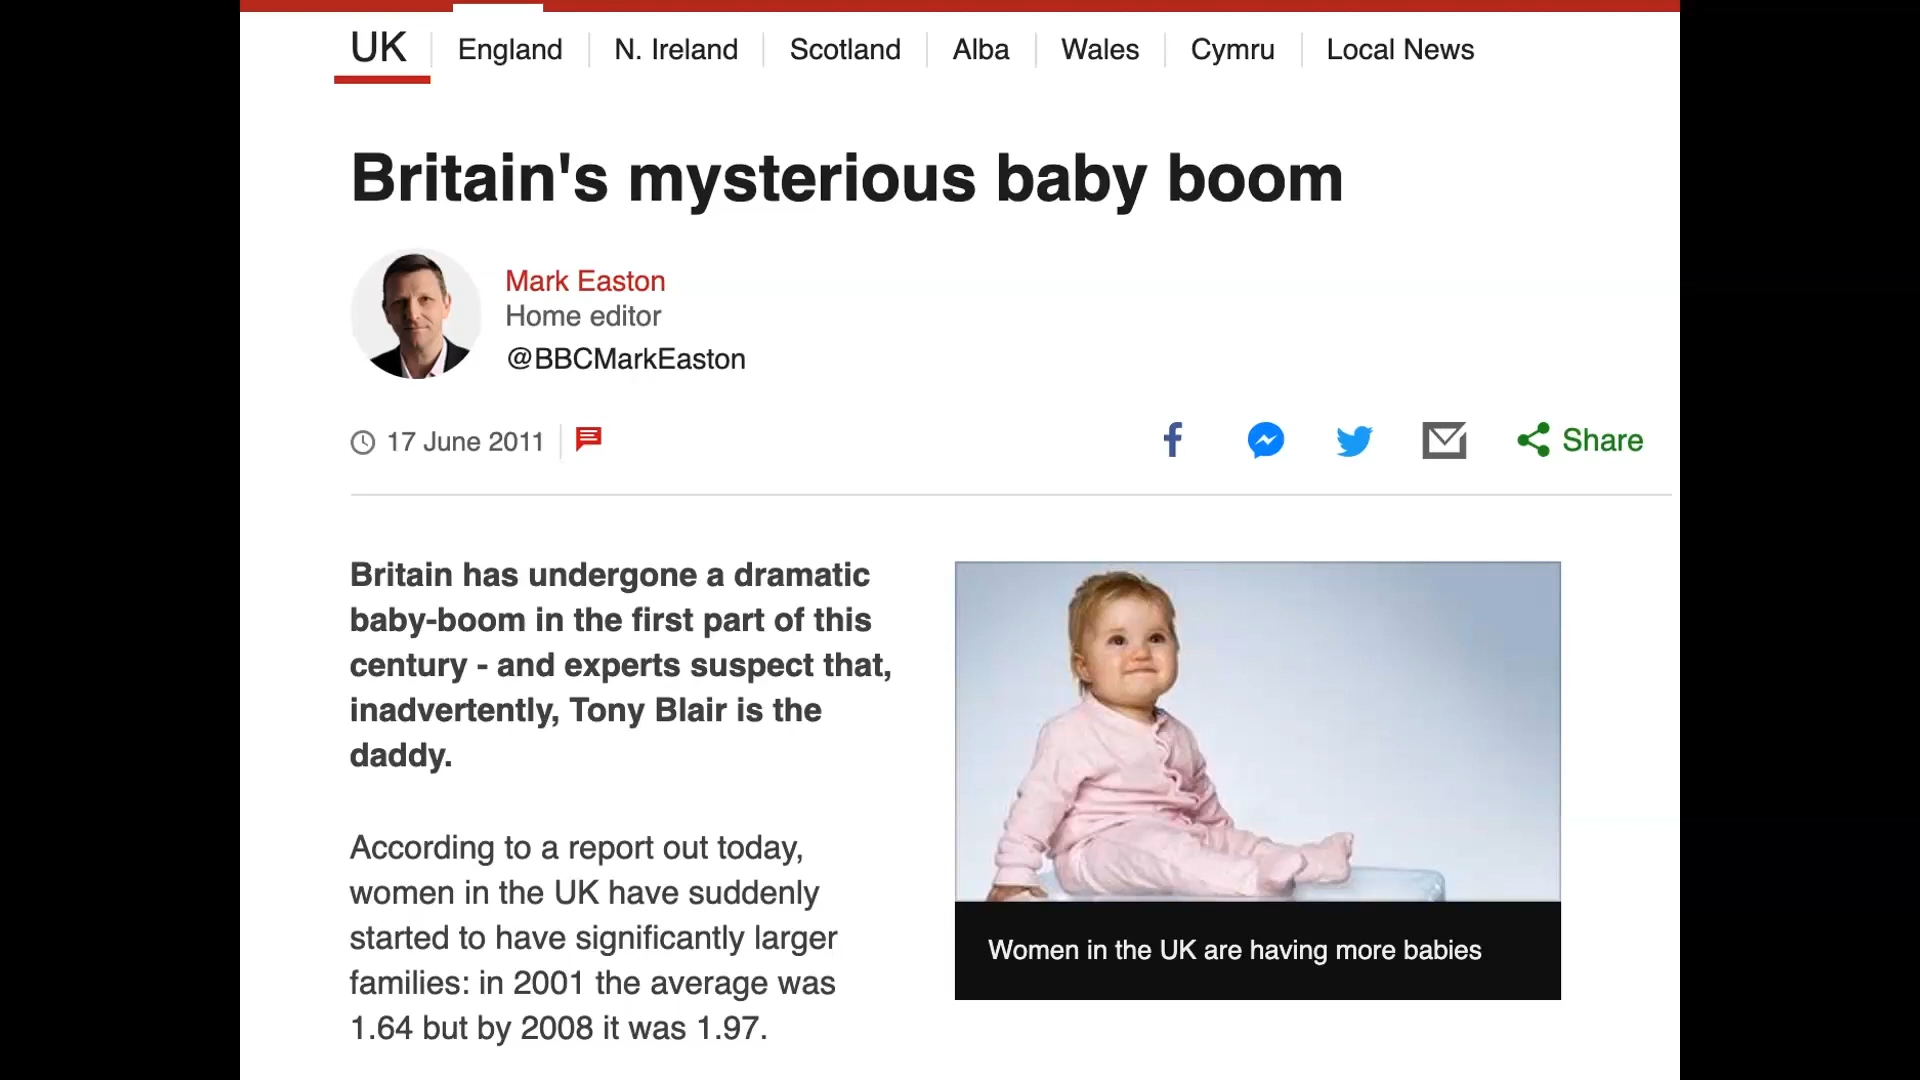 UK England N. Ireland Scotland Alba Wales Cymru Local News
Britain's mysterious baby boom
Mark Easton
Home editor
@BBCMarkEaston
17 June 2011
Share
Britain has undergone a dramatic
baby-boom in the first part of this
century - and experts suspect that,
inadvertently, Tony Blair is the
daddy.
According to a report out today,
women in the UK have suddenly
started to have significantly larger
families: in 2001 the average was
1.64 but by 2008 it was 1.97.
Women in the UK are having more babies